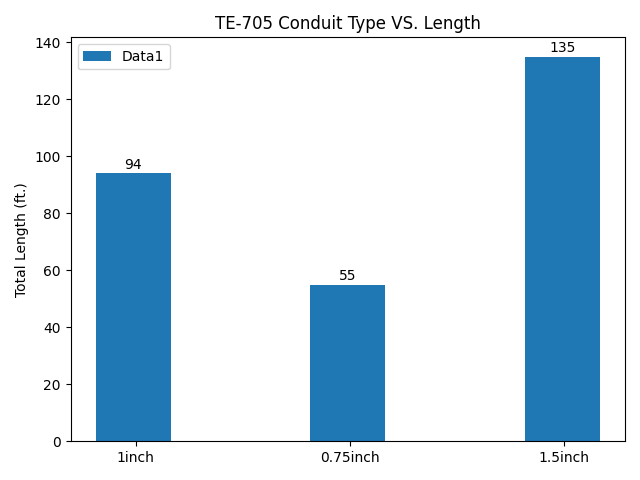 TE-705 Conduit Type VS. Length
Data1
Total Length (ft.)
140
120
100
80
60
40
20
0
94
55
135
1inch
0.75inch
1.5inch